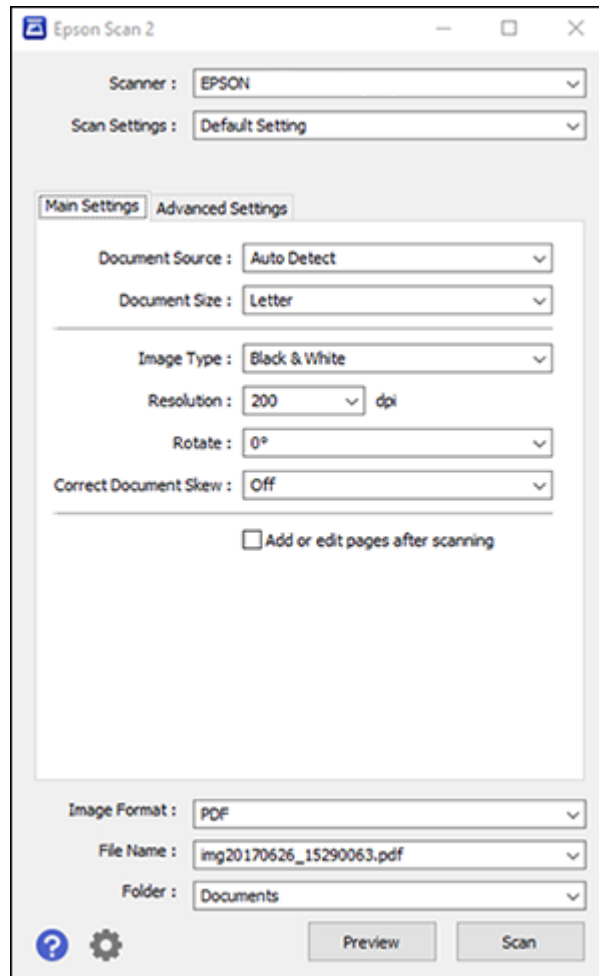 Epson Scan 2
Scanner : EPSON
Scan Settings : Default Setting
Main Settings Advanced Settings
Document Source : Auto Detect
Document Size : Letter
Image Type : Black & White
Resolution : 200 dpi
Rotate : 0°
Correct Document Skew : Off
Add or edit pages after scanning
Image Format : PDF
File Name : img20170626_15290063.pdf
Folder : Documents
? Preview Scan